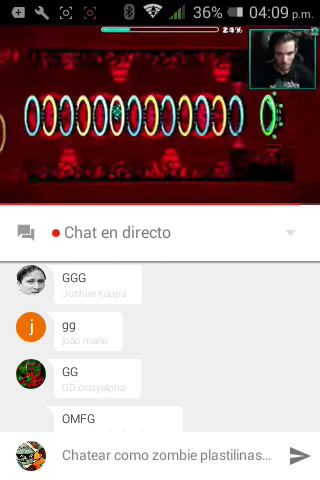 36% 04:09 p.m.
24%
Chat en directo
GGG
Joshue Kappa
j gg
joão maria
GG
GD crazyalpha
OMFG
Chatear como zombie plastilinas...